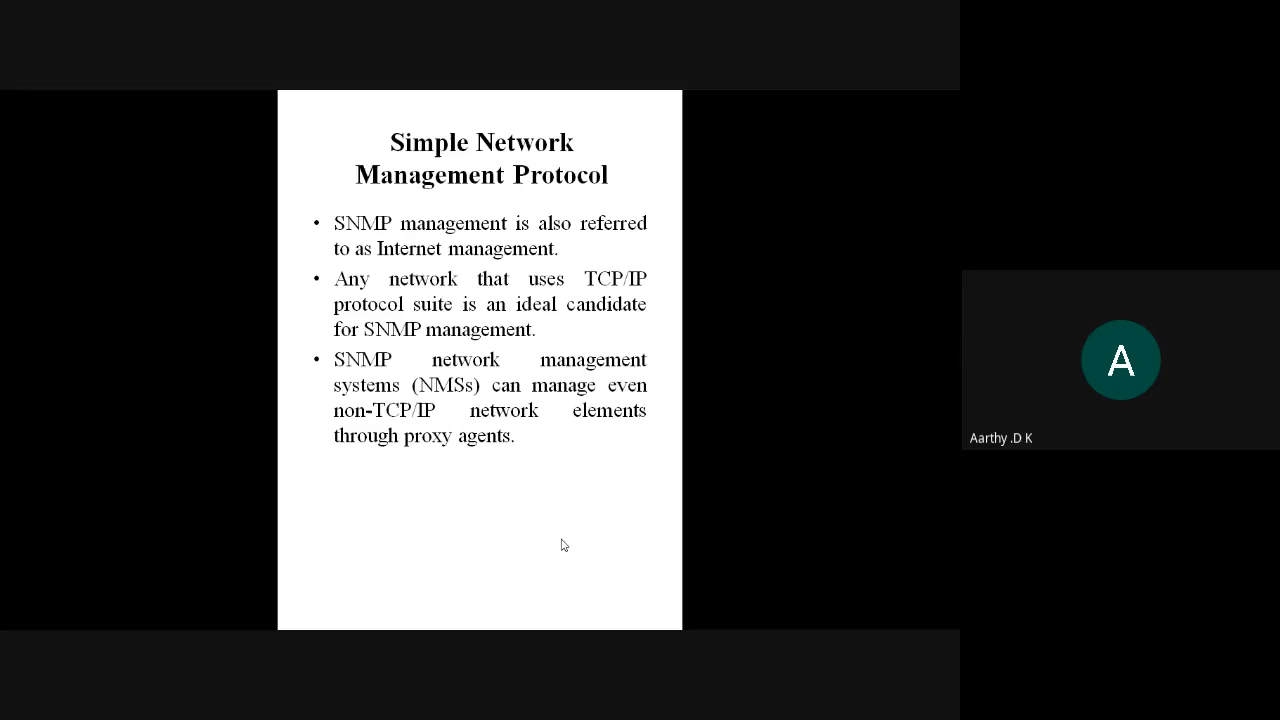 Simple Network
Management Protocol
• SNMP management is also referred
to as Internet management.
• Any network that uses TCP/IP
protocol suite is an ideal candidate
for SNMP management.
• SNMP network management
systems (NMSs) can manage even
non-TCP/IP network elements
through proxy agents.
A
Aarthy .D K